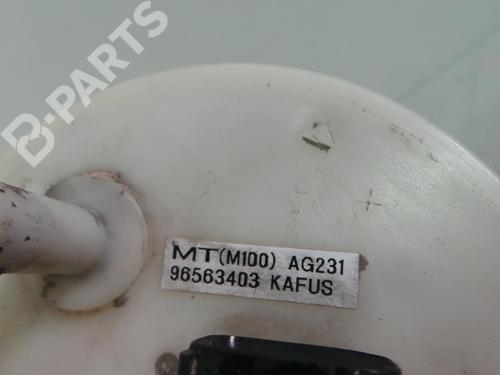 B-PARTS
MT(M100) AG231
96563403 KAFUS